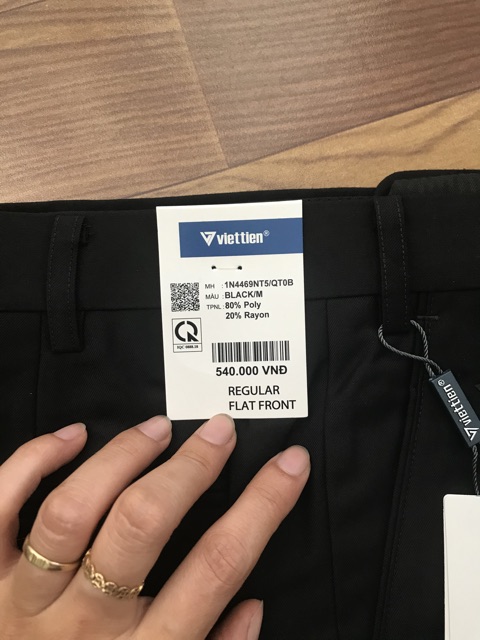 viettien®
MH : 1N4469NT5/QT0B
MÀU : BLACK/M
TPNL : 80% Poly
20% Rayon
540.000 VNĐ
REGULAR
FLAT FRONT
viettien®